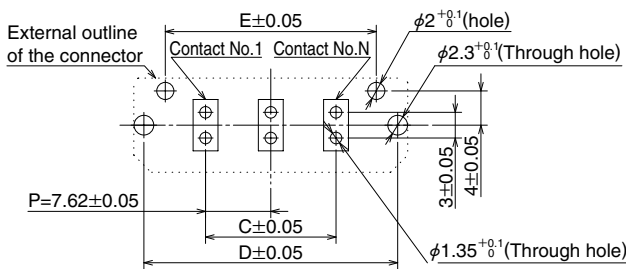 E±0.05
φ2 +0.1 0 (hole)
External outline
of the connector
Contact No.1
Contact No.N
φ2.3 +0.1 0 (Through hole)
3±0.05
4±0.05
P=7.62±0.05
C±0.05
D±0.05
φ1.35 +0.1 0 (Through hole)